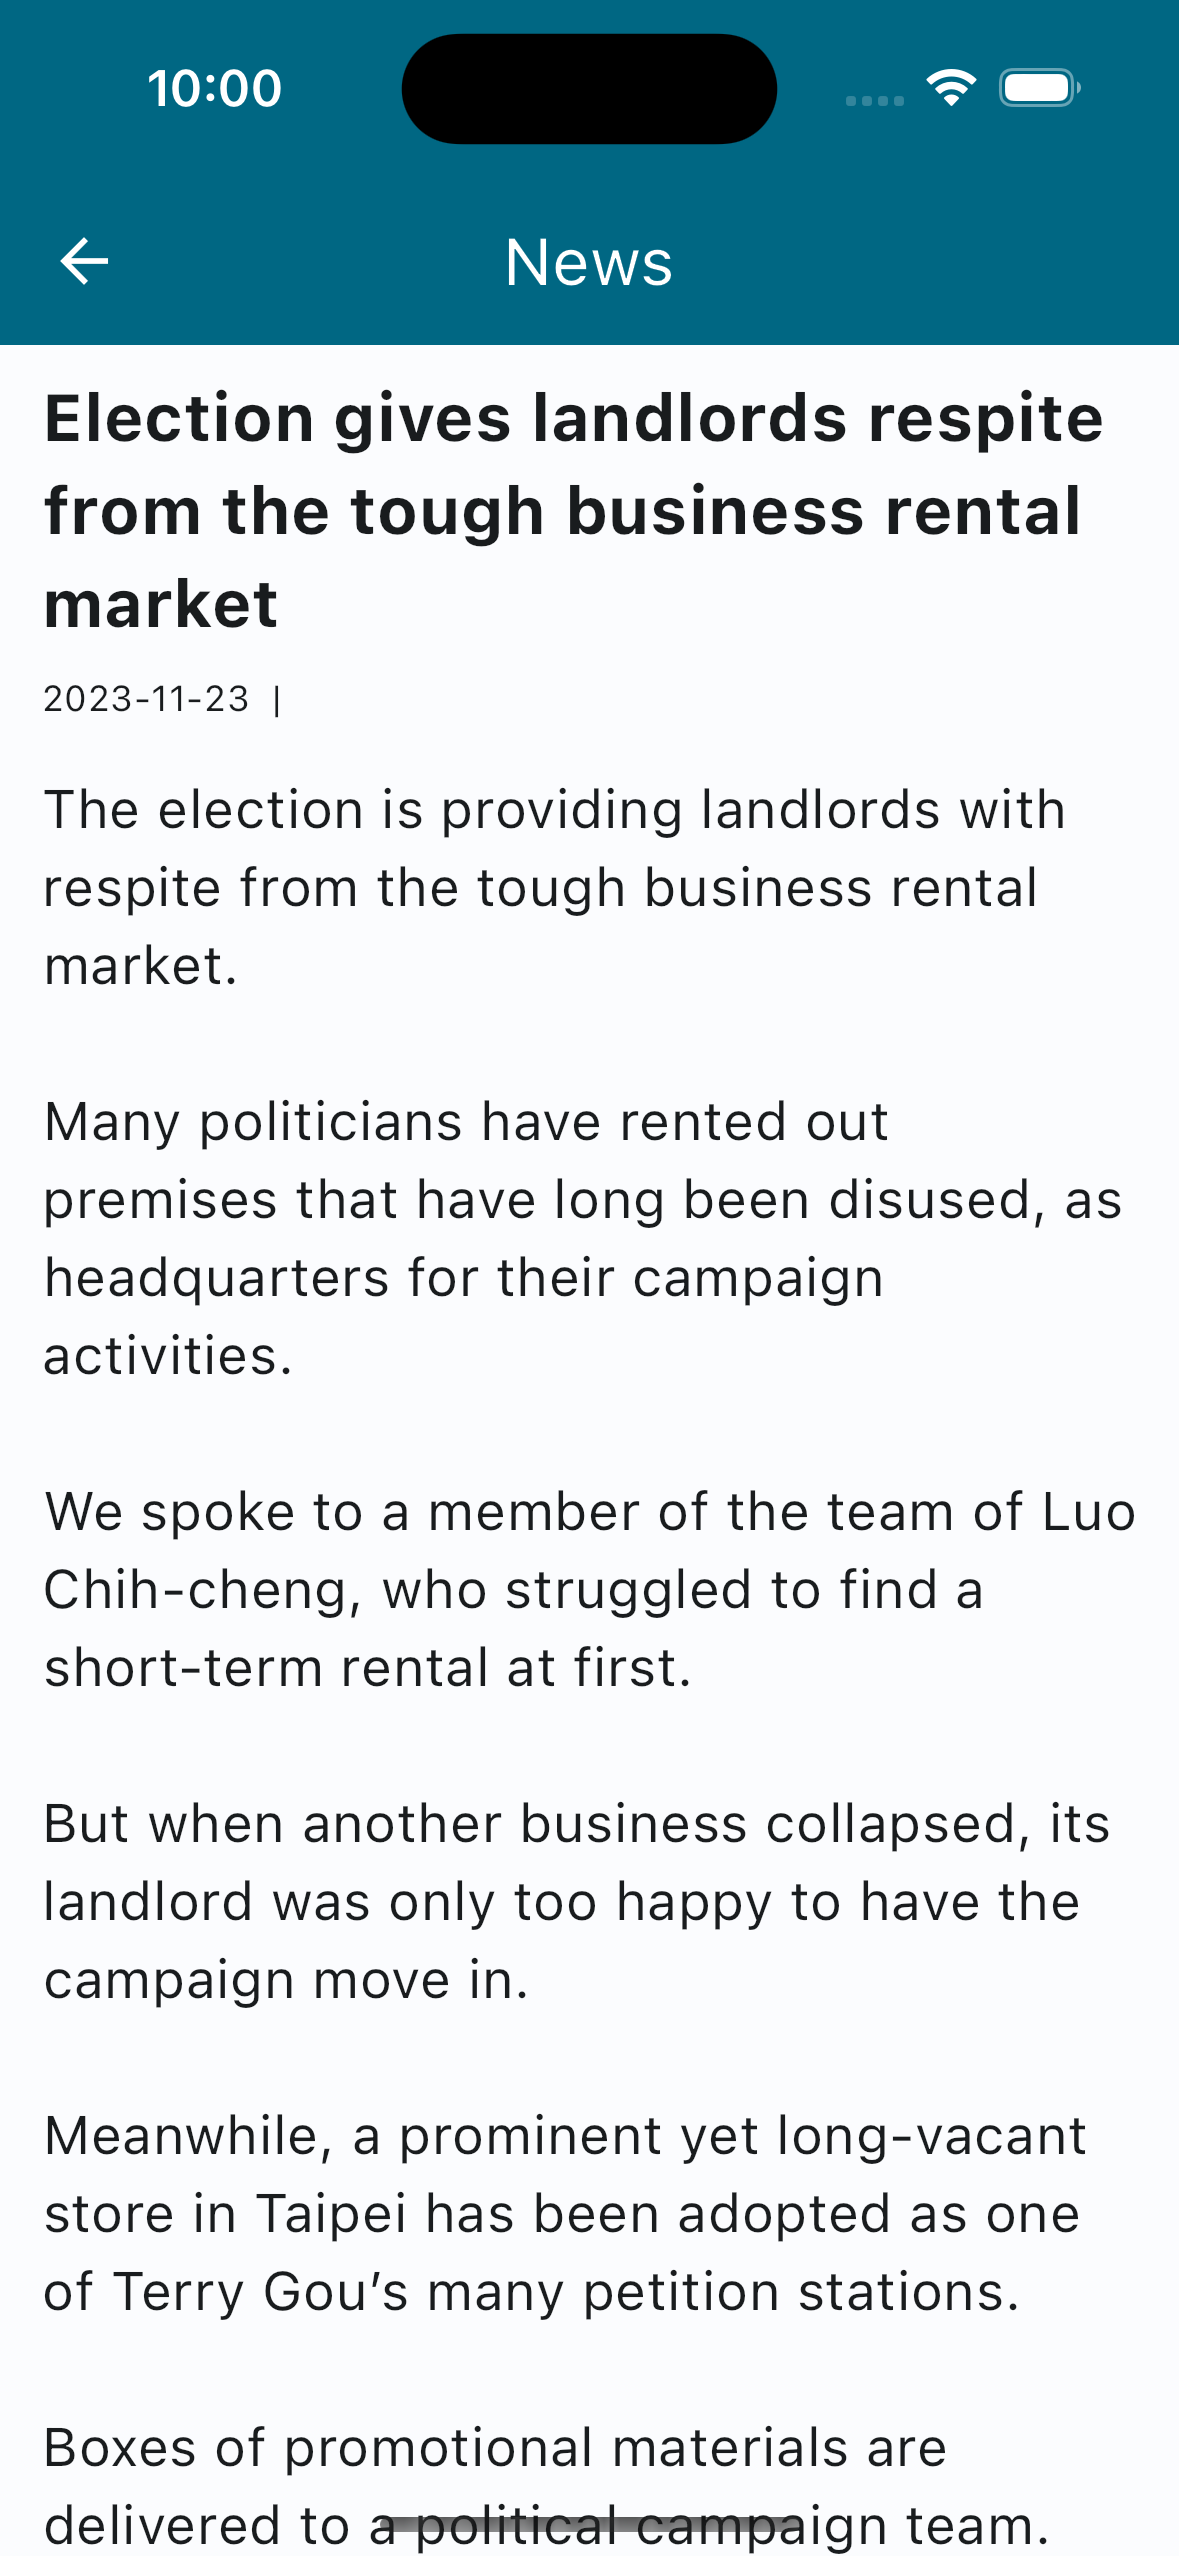 10:00
News
Election gives landlords respite
from the tough business rental
market
2023-11-23 |
The election is providing landlords with
respite from the tough business rental
market.
Many politicians have rented out
premises that have long been disused, as
headquarters for their campaign
activities.
We spoke to a member of the team of Luo
Chih-cheng, who struggled to find a
short-term rental at first.
But when another business collapsed, its
landlord was only too happy to have the
campaign move in.
Meanwhile, a prominent yet long-vacant
store in Taipei has been adopted as one
of Terry Gou’s many petition stations.
Boxes of promotional materials are
delivered to a political campaign team.